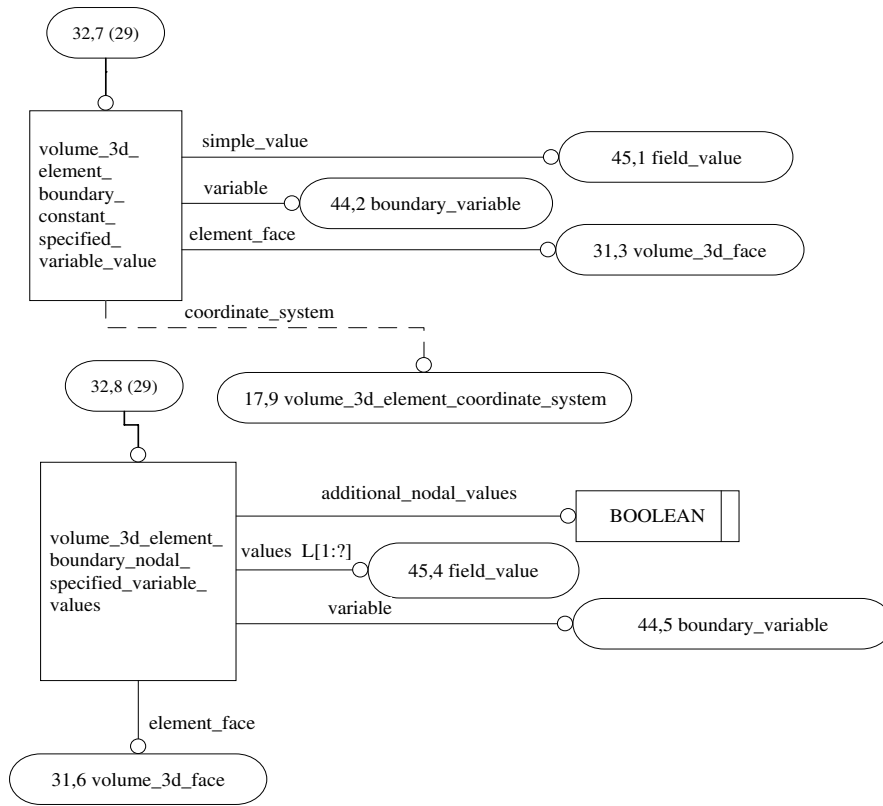 32,7 (29)
volume_3d_
element_
boundary_
constant_
specified_
variable_value
simple_value
45,1 field_value
variable
44,2 boundary_variable
element_face
31,3 volume_3d_face
coordinate_system
17,9 volume_3d_element_coordinate_system
32,8 (29)
volume_3d_element_
boundary_nodal_
specified_variable_
values
additional_nodal_values
BOOLEAN
values L[1:?]
45,4 field_value
variable
44,5 boundary_variable
element_face
31,6 volume_3d_face